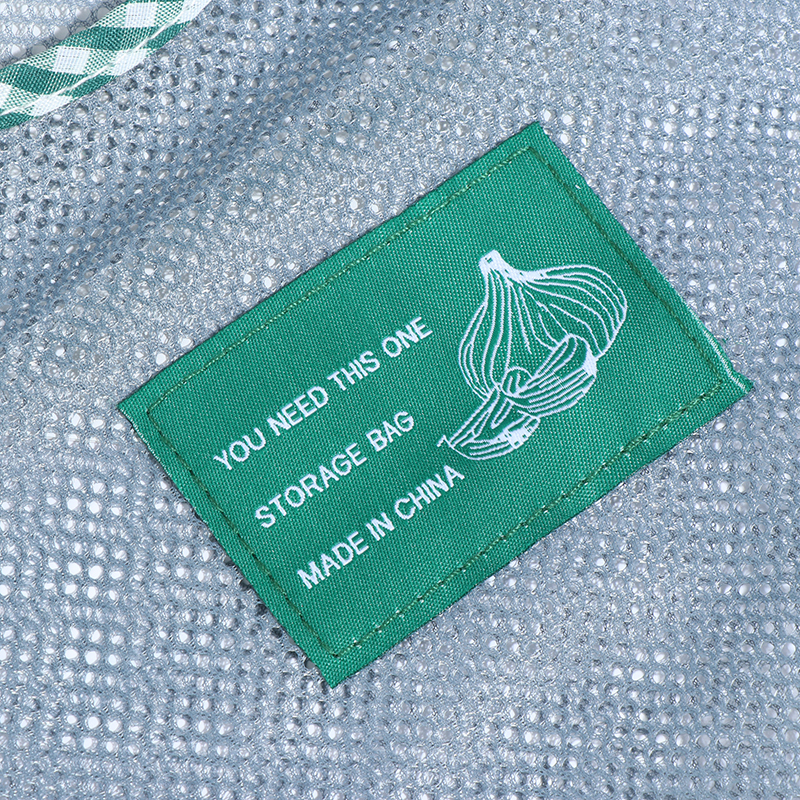 YOU NEED THIS ONE
STORAGE BAG
MADE IN CHINA